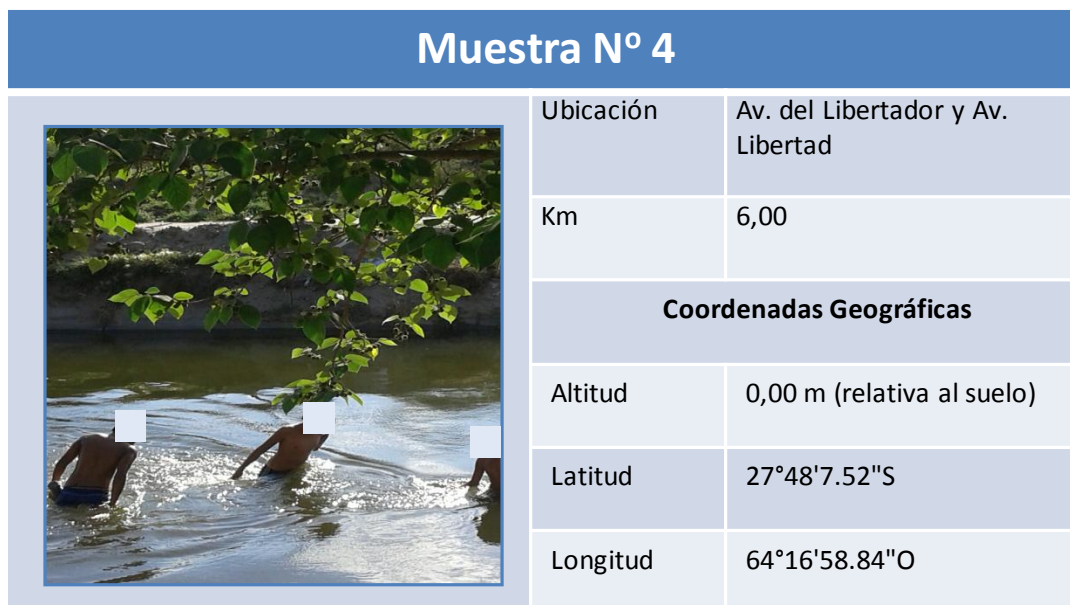 Muestra Nº 4
Ubicación
Av. del Libertador y Av.
Libertad
Km
6,00
Coordenadas Geográficas
Altitud
0,00 m (relativa al suelo)
Latitud
27°48'7.52"S
Longitud
64°16'58.84"O